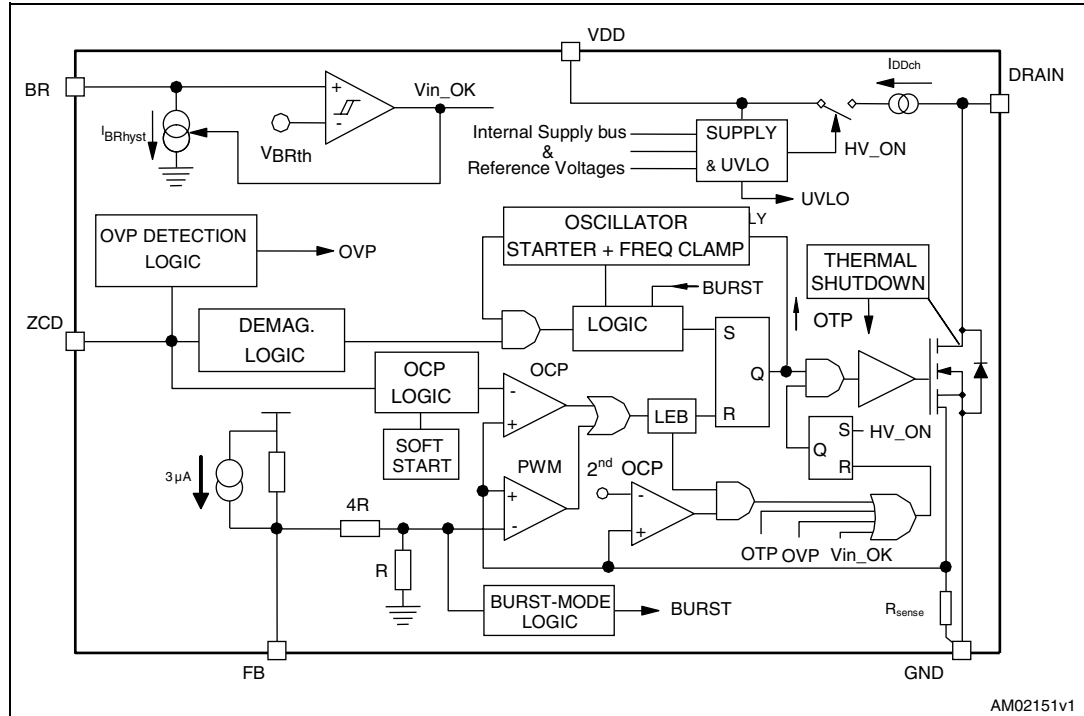 VDD
BR
Vin_OK
IDDch
DRAIN
+
-
IBRhyst
VBRth
Internal Supply bus
&
Reference Voltages
SUPPLY
& UVLO
HV_ON
UVLO
OVP DETECTION
LOGIC
OVP
OSCILLATOR
STARTER + FREQ CLAMP
LY
THERMAL
SHUTDOWN
BURST
OTP
ZCD
DEMAG.
LOGIC
LOGIC
S
Q
R
OCP
LOGIC
OCP
-
+
SOFT
START
LEB
S
Q
R
HV_ON
3 µA
PWM
+
-
2nd OCP
-
+
4R
R
OTP
OVP
Vin_OK
BURST-MODE
LOGIC
BURST
Rsense
FB
GND
AM02151v1